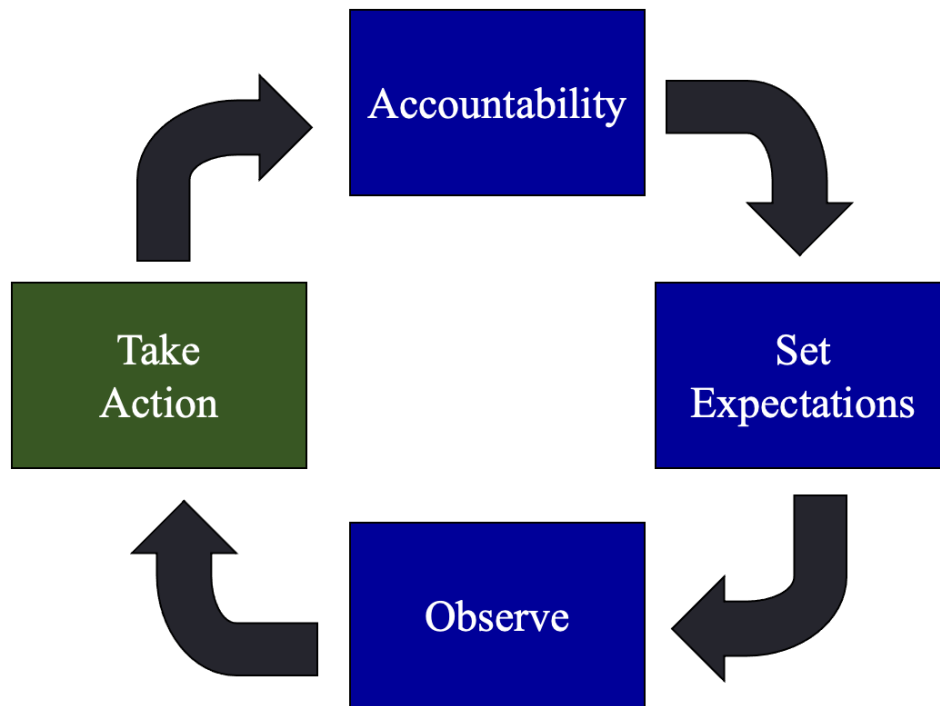 Accountability
Take
Action
Set
Expectations
Observe